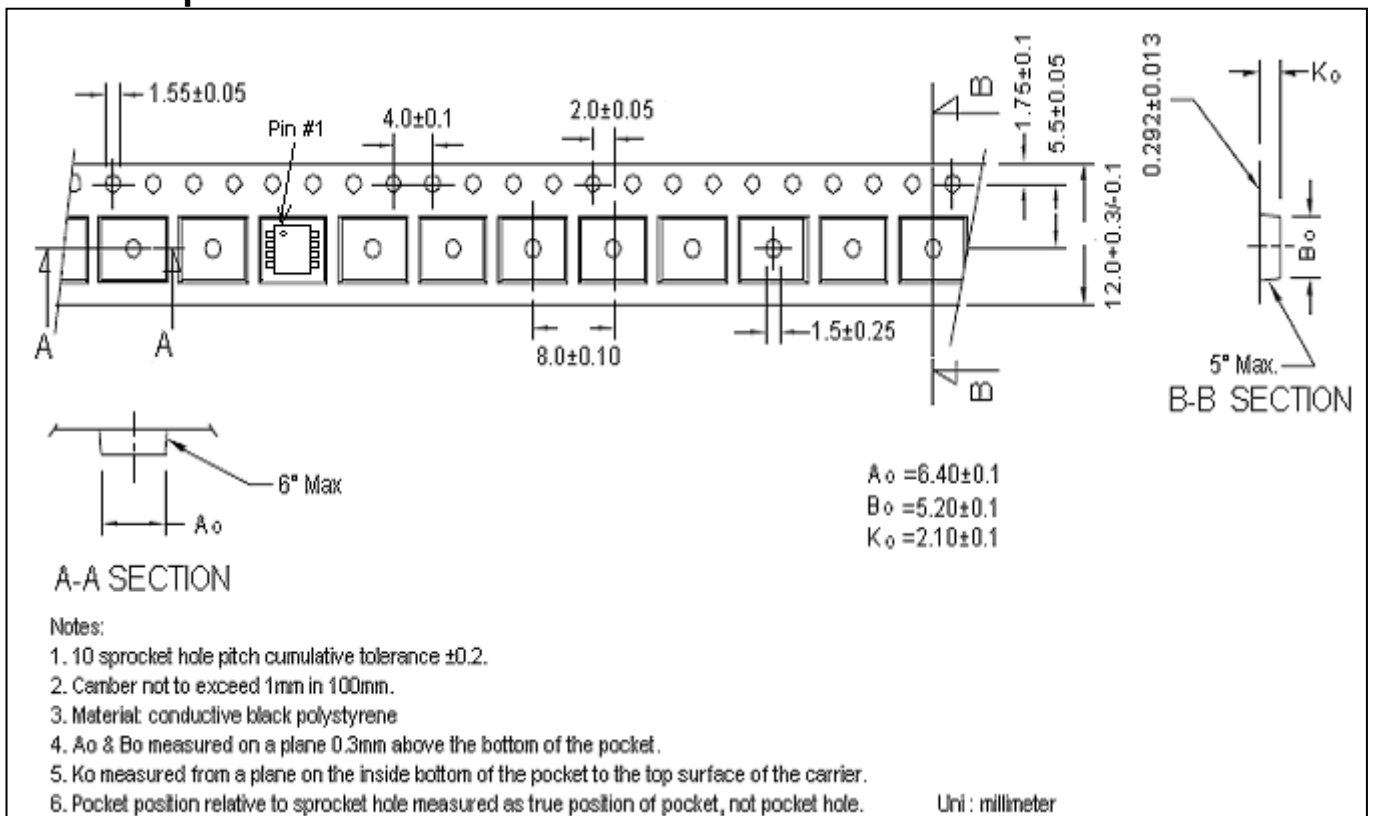 1.55±0.05
Pin #1
4.0±0.1
2.0±0.05
B
1.75±0.1
5.5±0.05
0.292±0.013
Ko
12.0+0.3/-0.1
Bo
A
A
8.0±0.10
1.5±0.25
B
5° Max.
B-B SECTION
6° Max
Ao
A-A SECTION
Ao =6.40±0.1
Bo =5.20±0.1
Ko =2.10±0.1
Notes:
1. 10 sprocket hole pitch cumulative tolerance ±0.2.
2. Camber not to exceed 1mm in 100mm.
3. Material: conductive black polystyrene
4. Ao & Bo measured on a plane 0.3mm above the bottom of the pocket.
5. Ko measured from a plane on the inside bottom of the pocket to the top surface of the carrier.
6. Pocket position relative to sprocket hole measured as true position of pocket, not pocket hole.
Uni : millimeter